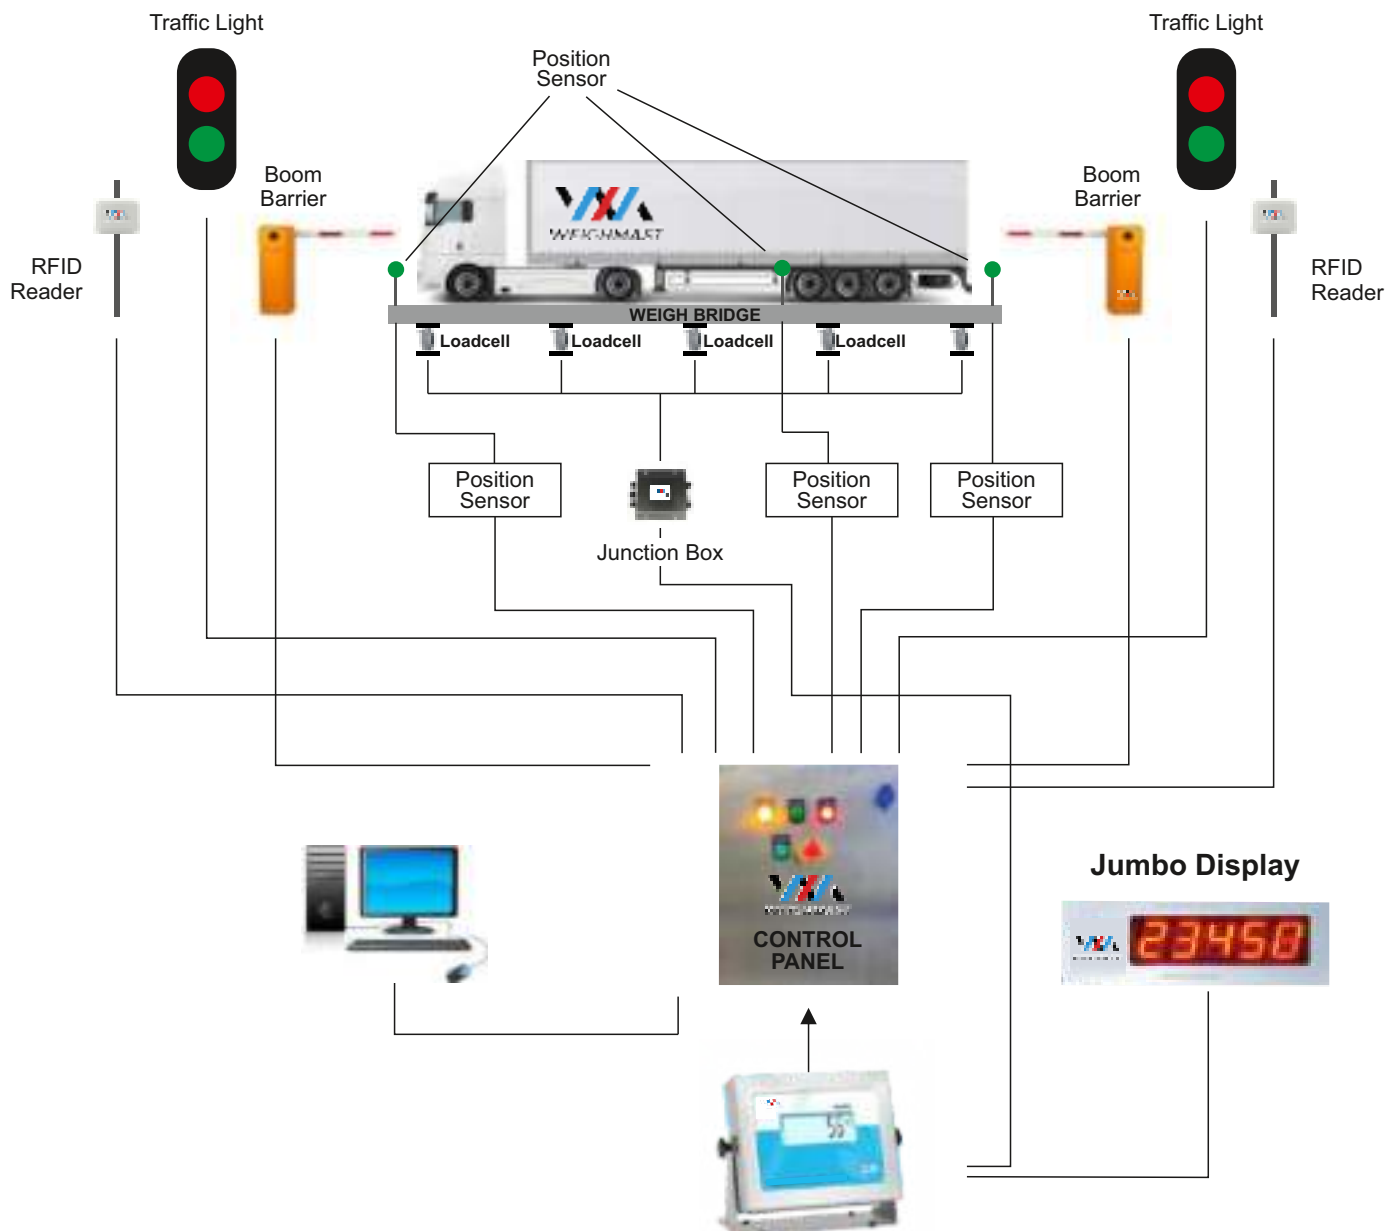 Traffic Light
Traffic Light
Position
Sensor
Boom
Barrier
Boom
Barrier
RFID
Reader
RFID
Reader
WEIGHMAST
WEIGH BRIDGE
Loadcell
Loadcell
Loadcell
Loadcell
Position
Sensor
Position
Sensor
Position
Sensor
Junction Box
Jumbo Display
23458
CONTROL
PANEL